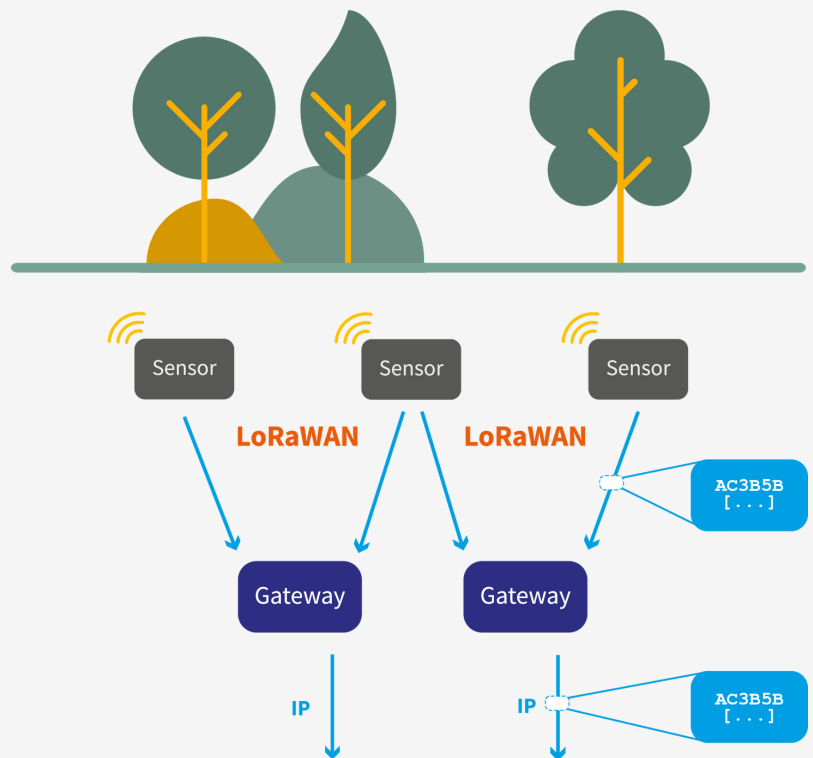 Sensor
Sensor
Sensor
LoRaWAN
LoRaWAN
AC3B5B
[...]
Gateway
Gateway
IP
IP
AC3B5B
[...]